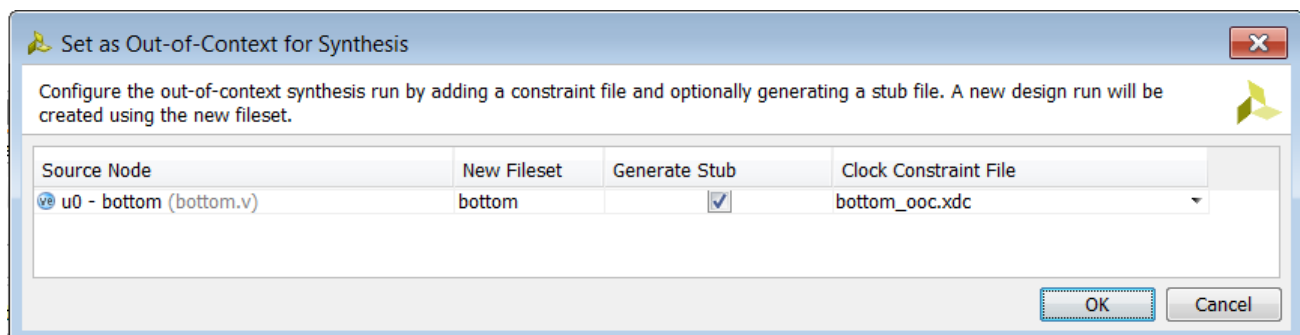 Set as Out-of-Context for Synthesis
Configure the out-of-context synthesis run by adding a constraint file and optionally generating a stub file. A new design run will be
created using the new fileset.
Source Node New Fileset Generate Stub Clock Constraint File
u0 - bottom (bottom.v) bottom bottom_ooc.xdc
OK Cancel